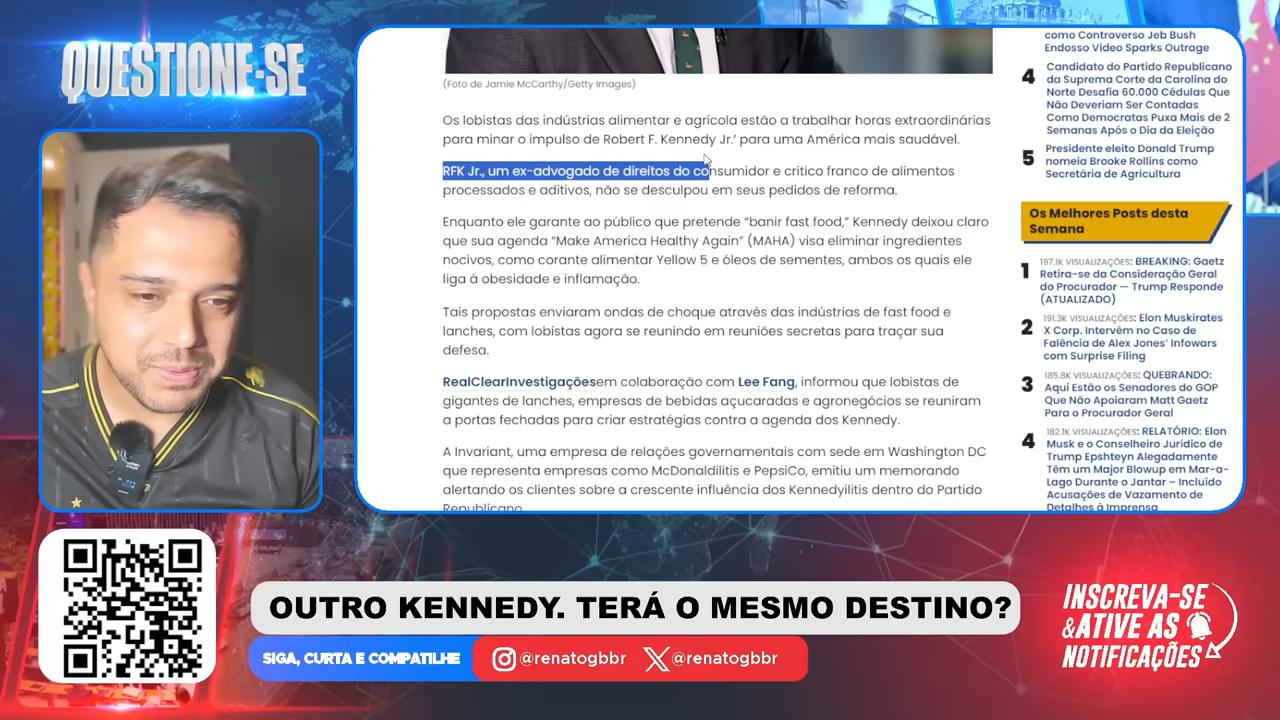 QUESTIONE-SE
(Foto de Jamie McCarthy/Getty Images)
Os lobistas das indústrias alimentar e agrícola estão a trabalhar horas extraordinárias
para minar o impulso de Robert F. Kennedy Jr.’ para uma América mais saudável.
RFK Jr., um ex-advogado de direitos do consumidor e crítico franco de alimentos
processados e aditivos, não se desculpou em seus pedidos de reforma.
Enquanto ele garante ao público que pretende “banir fast food,” Kennedy deixou claro
que sua agenda “Make America Healthy Again” (MAHA) visa eliminar ingredientes
nocivos, como corante alimentar Yellow 5 e óleos de sementes, ambos os quais ele
liga à obesidade e inflamação.
Tais propostas enviaram ondas de choque através das indústrias de fast food e
lanches, com lobistas agora se reunindo em reuniões secretas para traçar sua
defesa.
RealClearInvestigaçõesem colaboração com Lee Fang, informou que lobistas de
gigantes de lanches, empresas de bebidas açucaradas e agronegócios se reuniram
a portas fechadas para criar estratégias contra a agenda dos Kennedy.
A Invariant, uma empresa de relações governamentais com sede em Washington DC
que representa empresas como McDonaldilitis e PepsiCo, emitiu um memorando
alertando os clientes sobre a crescente influência dos Kennedyilitis dentro do Partido
Republicano
como Controverso Jeb Bush
Endosso Vídeo Sparks Outrage
4 Candidato do Partido Republicano
da Suprema Corte da Carolina do
Norte Desafia 60.000 Cédulas Que
Não Deveriam Ser Contadas
Como Democratas Puxa Mais de 2
Semanas Após o Dia da Eleição
5 Presidente eleito Donald Trump
nomeia Brooke Rollins como
Secretária de Agricultura
Os Melhores Posts desta
Semana
1 197.1K VISUALIZAÇÕES: BREAKING: Gaetz
Retira-se da Consideração Geral
do Procurador — Trump Responde
(ATUALIZADO)
2 191.3K VISUALIZAÇÕES: Elon Muskirates
X Corp. Intervém no Caso de
Falência de Alex Jones’ Infowars
com Surprise Filing
3 185.8K VISUALIZAÇÕES: QUEBRANDO:
Aqui Estão os Senadores do GOP
Que Não Apoiaram Matt Gaetz
Para o Procurador Geral
4 182.1K VISUALIZAÇÕES: RELATÓRIO: Elon
Musk e o Conselheiro Jurídico de
Trump Epshteyn Alegadamente
Têm um Major Blowup em Mar-a-
Lago Durante o Jantar – Incluído
Acusações de Vazamento de
Detalhes à Imprensa
OUTRO KENNEDY. TERÁ O MESMO DESTINO?
SIGA, CURTA E COMPATILHE
@renatogbbr
@renatogbbr
INSCREVA-SE
&ATIVE AS
NOTIFICAÇÕES